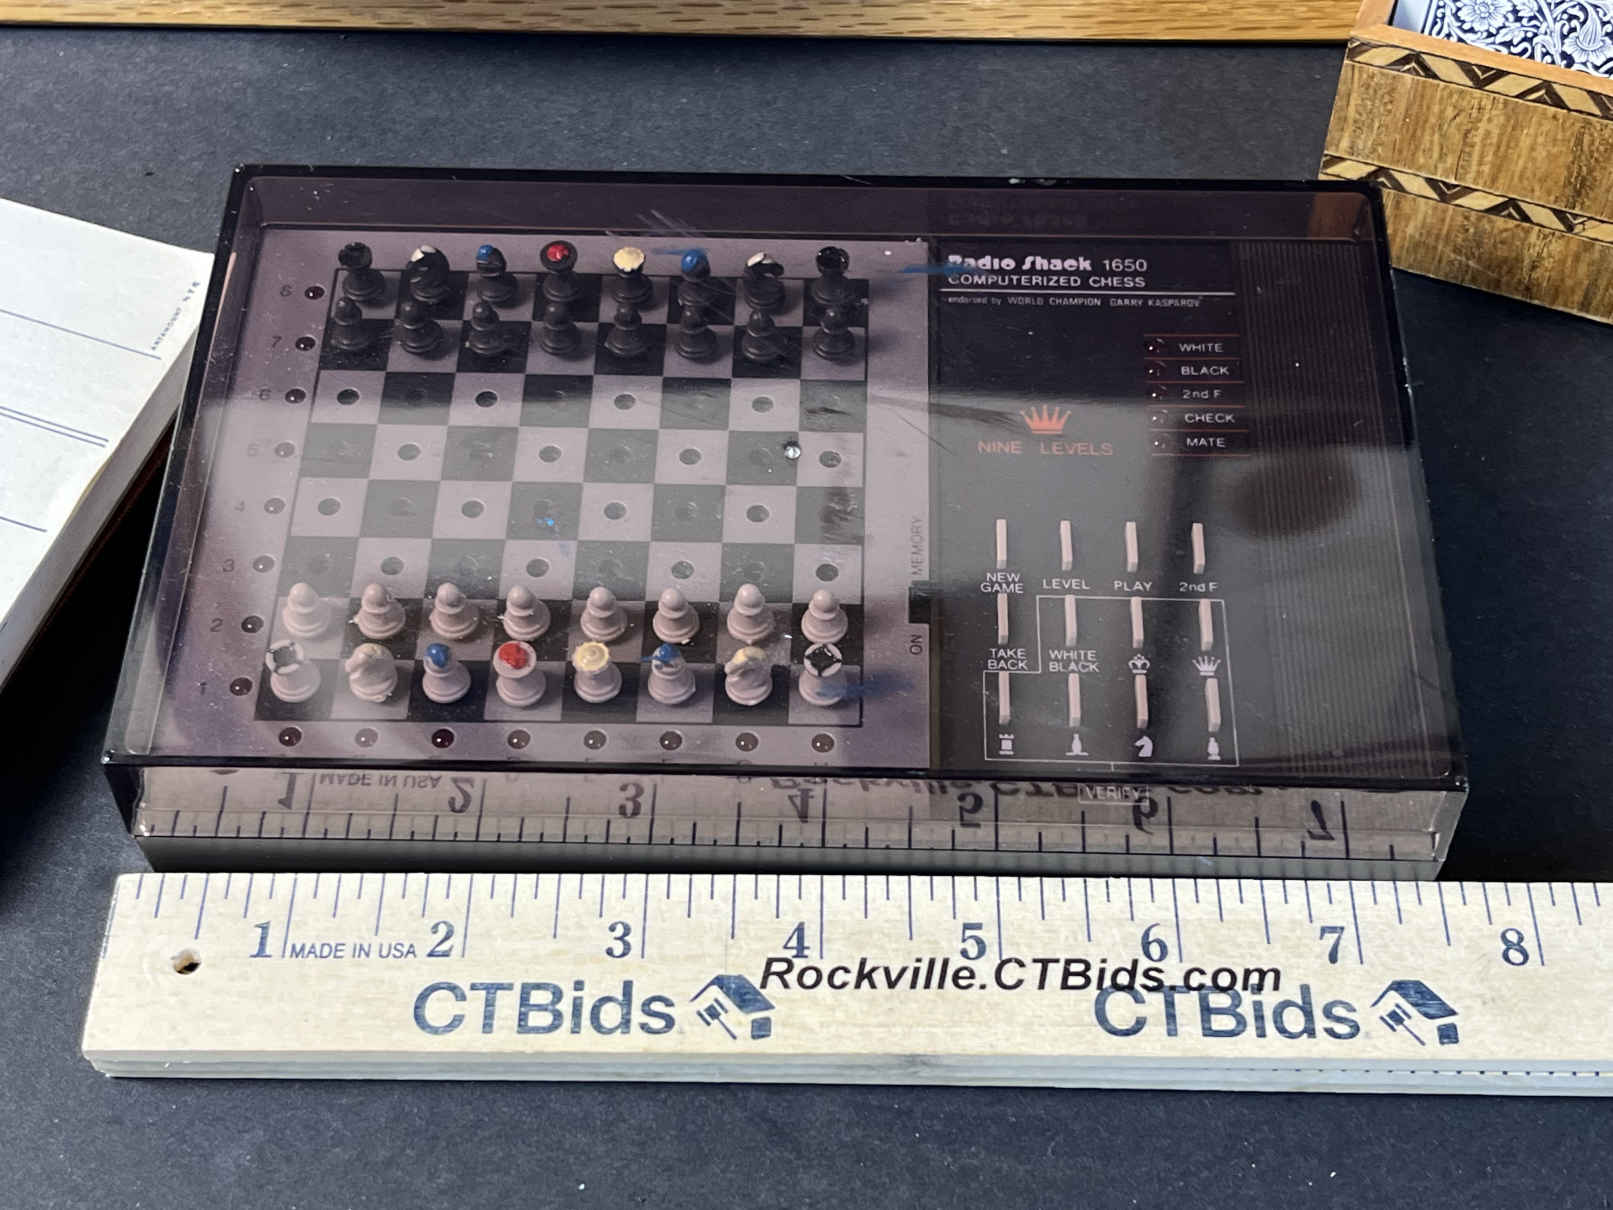 Radio Shack 1650
COMPUTERIZED CHESS
endorsed by WORLD CHAMPION GARRY KASPAROV
WHITE
BLACK
2nd F
CHECK
MATE
NINE LEVELS
8
7
6
5
4
3
2
1
MEMORY
ON
NEW GAME
LEVEL
PLAY
2nd F
TAKE BACK
WHITE BLACK
VERIFY
1 MADE IN USA 2 3 4 5 6 7 8
Rockville.CTBids.com
CTBids CTBids